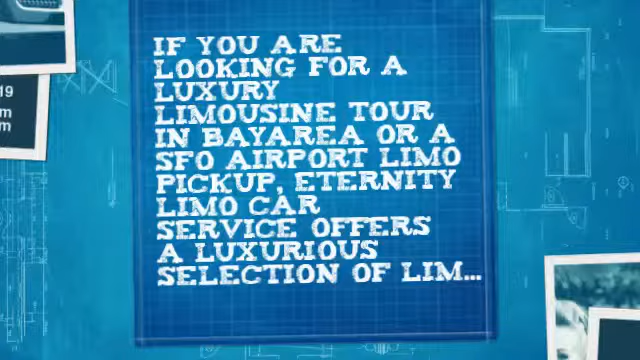 IF YOU ARE
LOOKING FOR A
LUXURY
LIMOUSINE TOUR
IN BAYAREA OR A
SFO AIRPORT LIMO
PICKUP, ETERNITY
LIMO CAR
SERVICE OFFERS
A LUXURIOUS
SELECTION OF LIM...
19
m
m